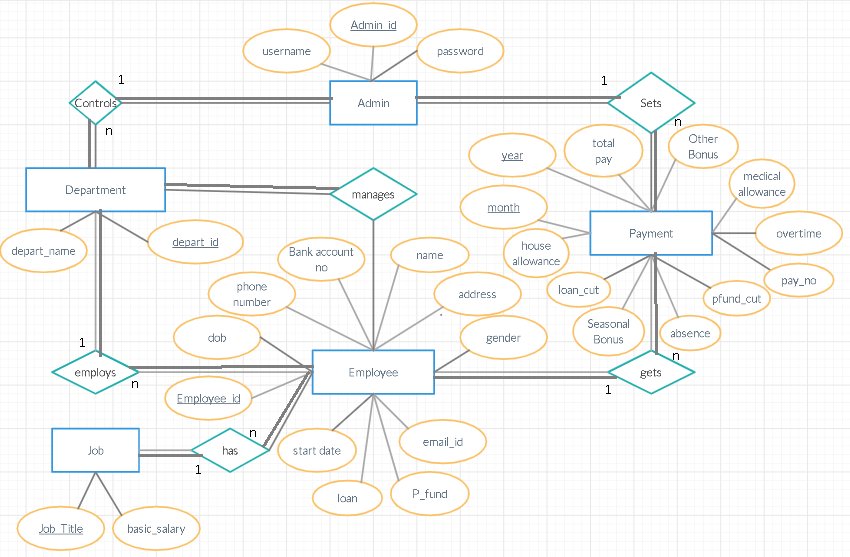 Admin_id
username
password
1
1
Controls
Admin
Sets
n
n
Other
Bonus
total
pay
year
medical
allowance
Department
manages
month
Payment
overtime
depart_name
depart_id
house
allowance
Bank account
no
name
pay_no
loan_cut
pfund_cut
phone
number
address
Seasonal
Bonus
absence
dob
gender
1
n
employs
n
Employee
gets
1
Employee_id
n
Job
has
1
start date
email_id
loan
P_fund
Job_Title
basic_salary